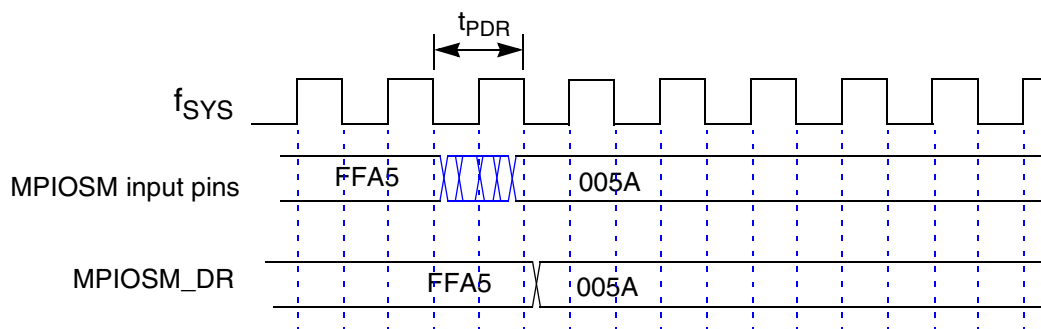 tPDR
fSYS
MPIOSM input pins FFA5 005A
MPIOSM_DR FFA5 005A